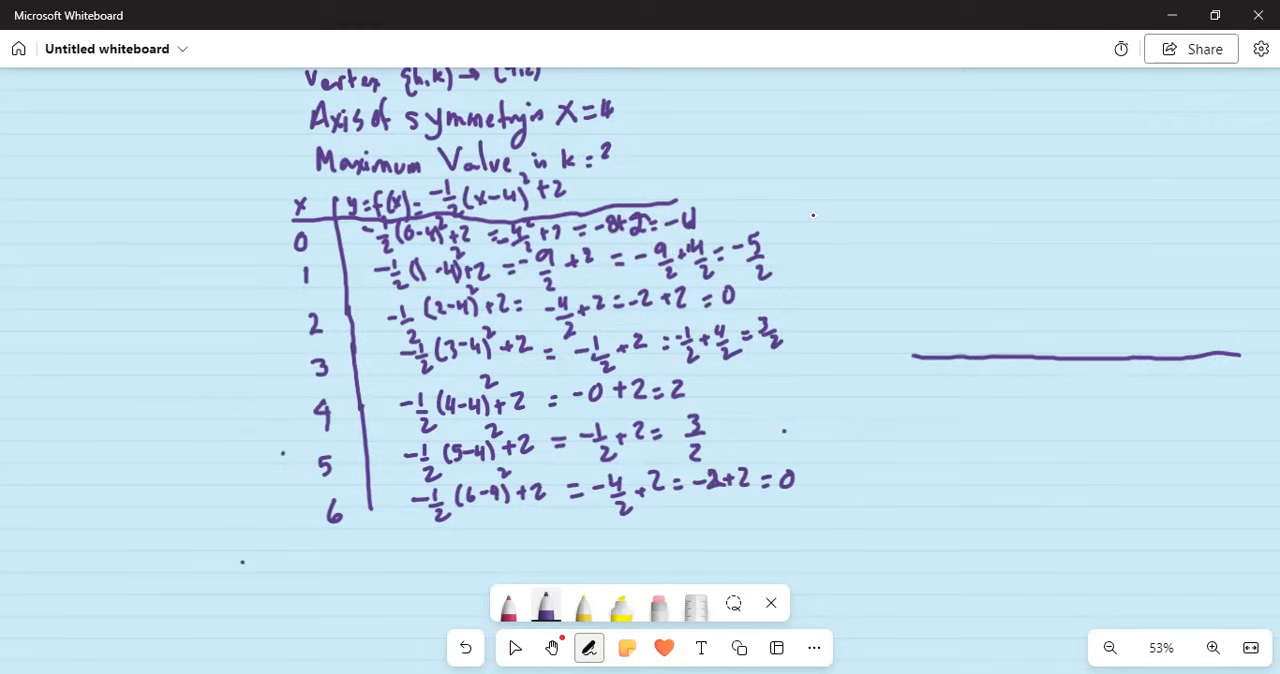 Microsoft Whiteboard
Untitled whiteboard
Share
Vertex (h,k) → (4,2)
Axis of symmetry is X=4
Maximum Value is k = 2
x | y=f(x)= -1/2(x-4)²+2
0 | -1/2(0-4)²+2 = -4²/2+2 = -8+2 = -4
1 | -1/2(1-4)²+2 = -9/2+2 = -9/2+4/2 = -5/2
2 | -1/2(2-4)²+2 = -4/2+2 = -2+2 = 0
3 | -1/2(3-4)²+2 = -1/2+2 = -1/2+4/2 = 3/2
4 | -1/2(4-4)²+2 = -0+2 = 2
5 | -1/2(5-4)²+2 = -1/2+2 = 3/2
6 | -1/2(6-4)²+2 = -4/2+2 = -2+2 = 0
53%